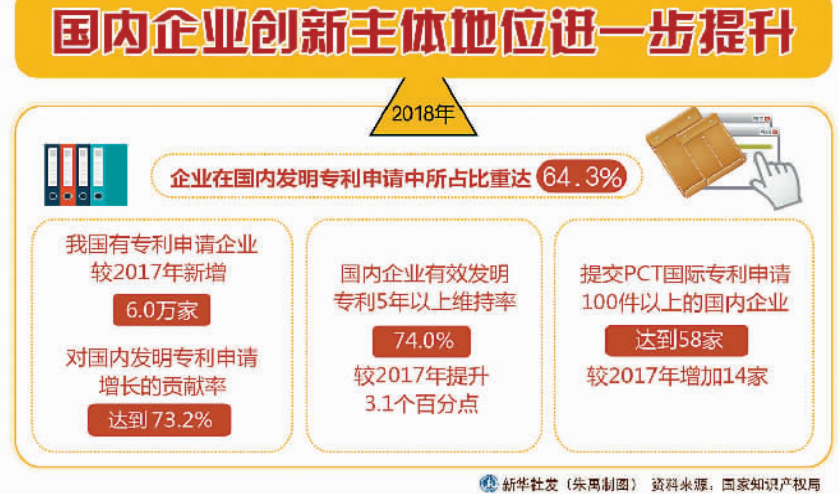 国内企业创新主体地位进一步提升
2018年
企业在国内发明专利申请中所占比重达 64.3%
我国有专利申请企业
较2017年新增
6.0万家
对国内发明专利申请
增长的贡献率
达到73.2%
国内企业有效发明
专利5年以上维持率
74.0%
较2017年提升
3.1个百分点
提交PCT国际专利申请
100件以上的国内企业
达到58家
较2017年增加14家
新华社发(朱禹制图) 资料来源:国家知识产权局